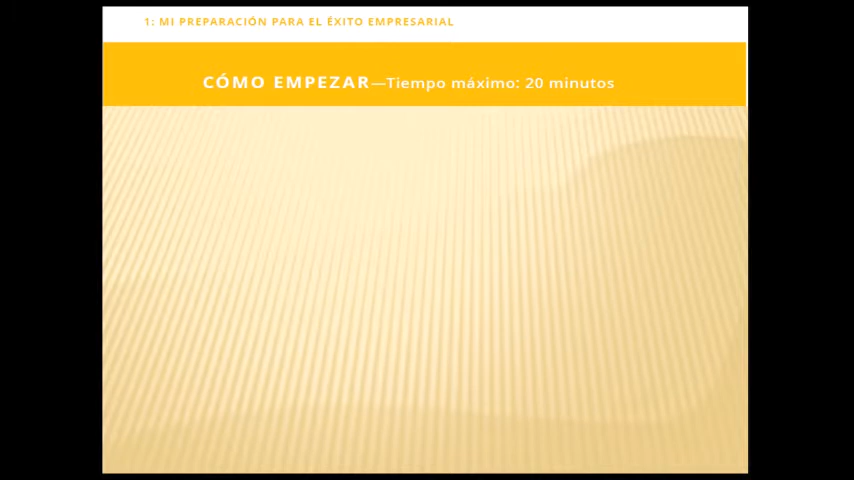 1: MI PREPARACIÓN PARA EL ÉXITO EMPRESARIAL
CÓMO EMPEZAR—Tiempo máximo: 20 minutos